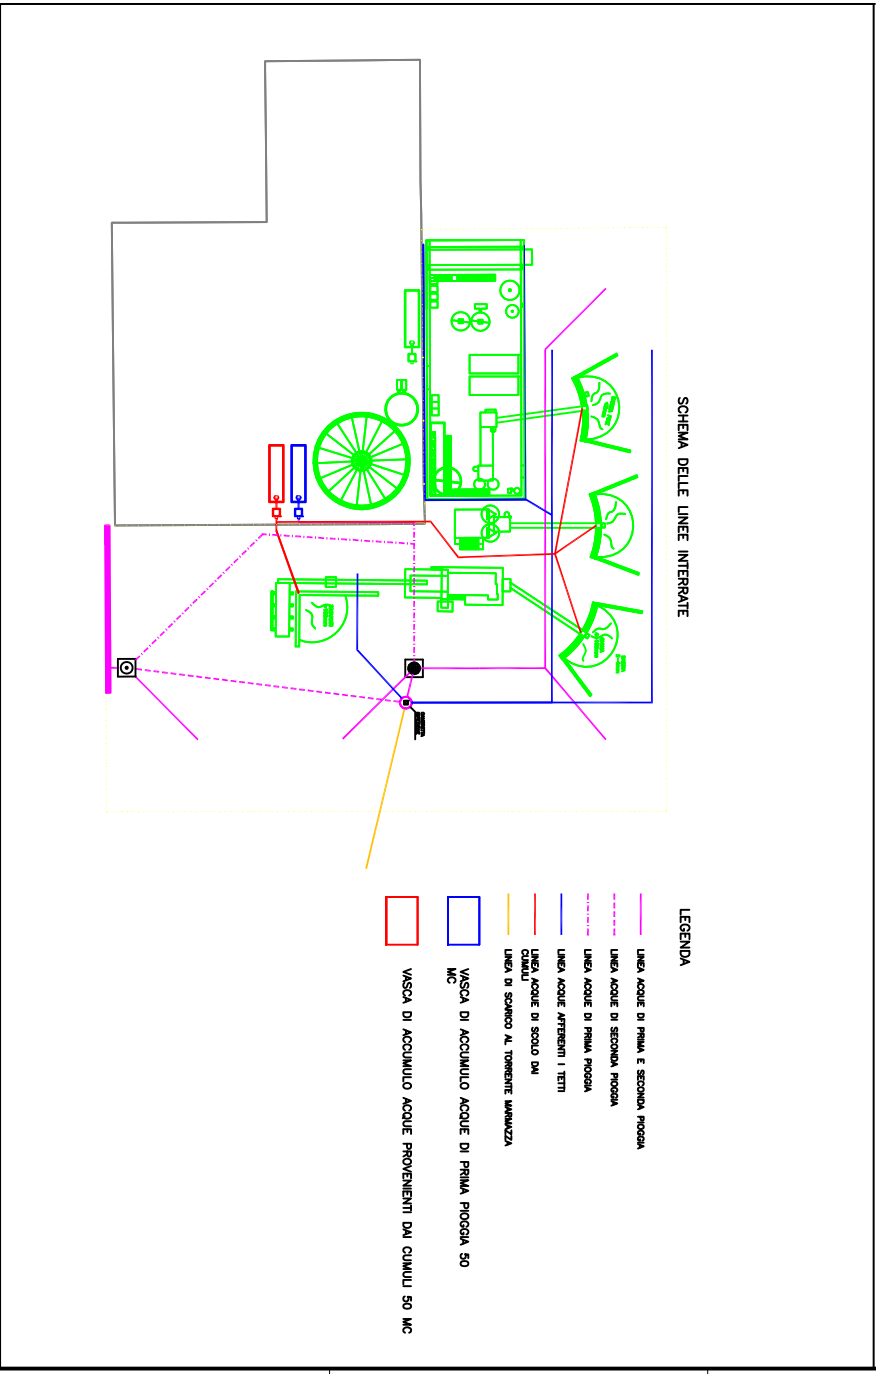 SCHEMA DELLE LINEE INTERRATE
LEGENDA
LINEA ACQUE DI PRIMA E SECONDA PIOGGIA
LINEA ACQUE DI SECONDA PIOGGIA
LINEA ACQUE DI PRIMA PIOGGIA
LINEA ACQUE AFFERENTI I TETTI
LINEA ACQUE DI SCOLO DAI
CUMULI
LINEA DI SCARICO AL TORRENTE MARMAZZA
VASCA DI ACCUMULO ACQUE DI PRIMA PIOGGIA 50
MC
VASCA DI ACCUMULO ACQUE PROVENIENTI DAI CUMULI 50 MC